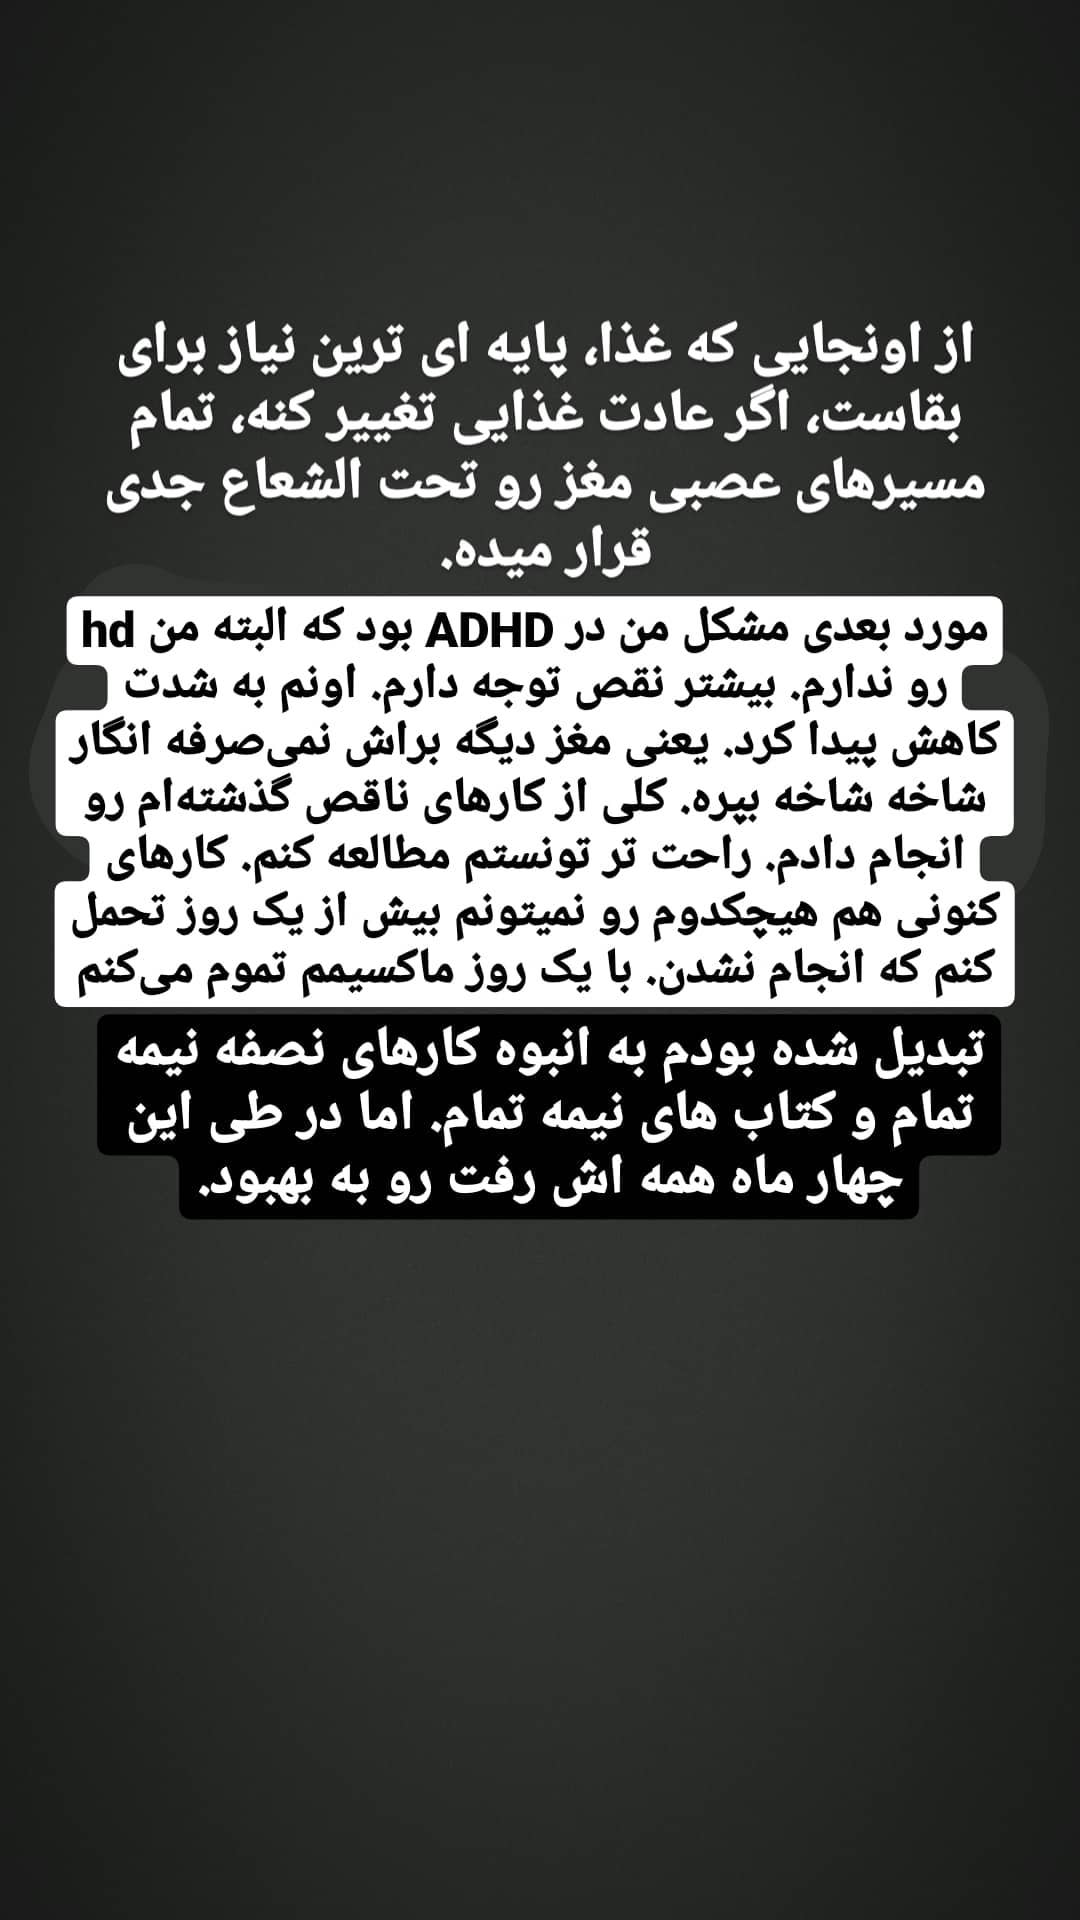 از اونجایی که غذا، پایه ای ترین نیاز برای
بقاست، اگر عادت غذایی تغییر کنه، تمام
مسیرهای عصبی مغز رو تحت الشعاع جدی
قرار میده.
مورد بعدی مشکل من در ADHD بود که البته من hd
رو ندارم. بیشتر نقص توجه دارم. اونم به شدت
کاهش پیدا کرد. یعنی مغز دیگه براش نمی‌صرفه انگار
شاخه شاخه بپره. کلی از کارهای ناقص گذشته‌ام رو
انجام دادم. راحت تر تونستم مطالعه کنم. کارهای
کنونی هم هیچکدوم رو نمیتونم بیش از یک روز تحمل
کنم که انجام نشدن. با یک روز ماکسیمم تموم می‌کنم
تبدیل شده بودم به انبوه کارهای نصفه نیمه
تمام و کتاب های نیمه تمام. اما در طی این
چهار ماه همه اش رفت رو به بهبود.